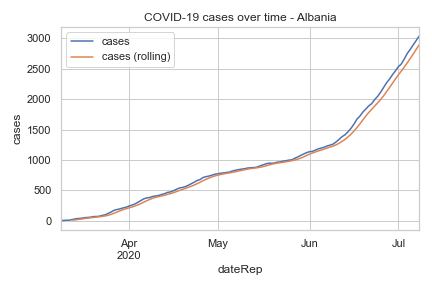 COVID-19 cases over time - Albania
cases
cases (rolling)
3000
2500
2000
1500
1000
500
0
cases
Apr
2020
May
Jun
Jul
dateRep